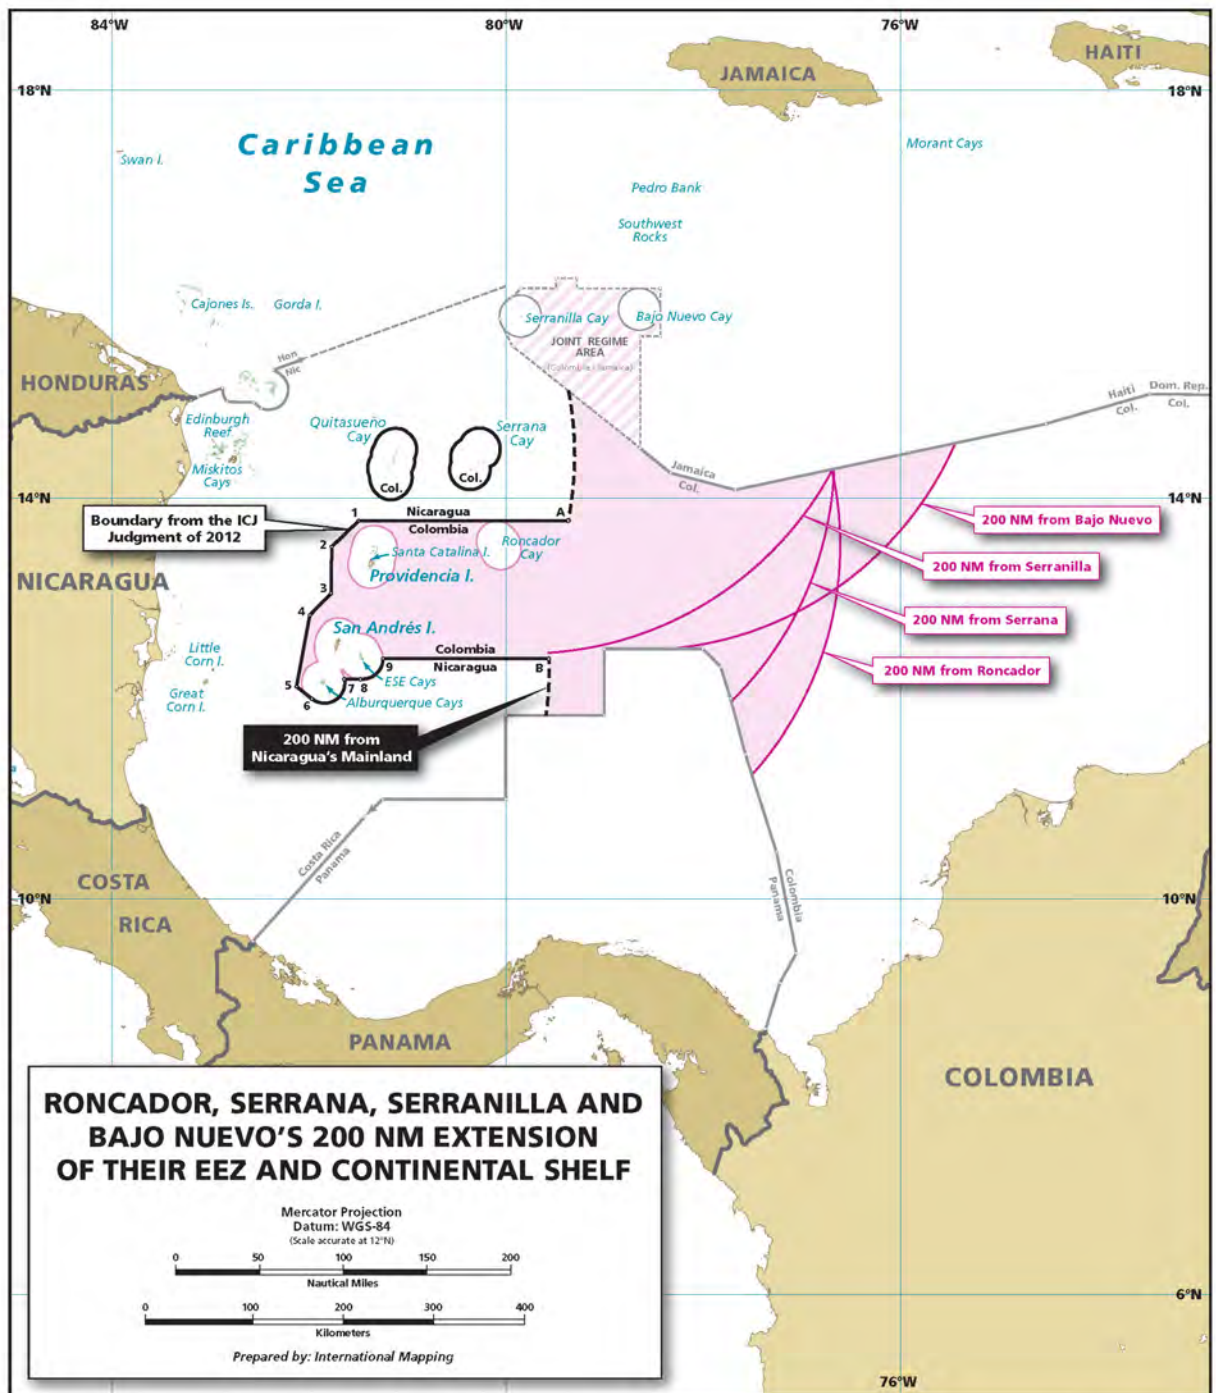 84°W
80°W
76°W
HAITI
JAMAICA
18°N
18°N
Caribbean
Sea
Morant Cays
Swan I.
Pedro Bank
Southwest
Rocks
Cajones Is.
Gorda I.
Serranilla Cay
Bajo Nuevo Cay
JOINT REGIME
AREA
(Colombia / Jamaica)
Hon
Nic
HONDURAS
Haiti
Dom. Rep.
Col.
Col.
Edinburgh
Reef
Quitasueño
Cay
Serrana
Cay
Miskitos
Cays
Col.
Col.
Jamaica
Col.
14°N
14°N
Boundary from the ICJ
Judgment of 2012
1
Nicaragua
A
Colombia
200 NM from Bajo Nuevo
2
Santa Catalina I.
Roncador
Cay
200 NM from Serranilla
NICARAGUA
Providencia I.
3
4
200 NM from Serrana
San Andrés I.
Little
Corn I.
Colombia
9
Nicaragua
B
200 NM from Roncador
ESE Cays
5
7
8
Great
Corn I.
6
Alburquerque Cays
200 NM from
Nicaragua's Mainland
Costa Rica
Panama
COSTA
RICA
Colombia
Panama
10°N
10°N
PANAMA
COLOMBIA
RONCADOR, SERRANA, SERRANILLA AND
BAJO NUEVO'S 200 NM EXTENSION
OF THEIR EEZ AND CONTINENTAL SHELF
Mercator Projection
Datum: WGS-84
(Scale accurate at 12°N)
0 50 100 150 200
Nautical Miles
0 100 200 300 400
Kilometers
Prepared by: International Mapping
6°N
76°W